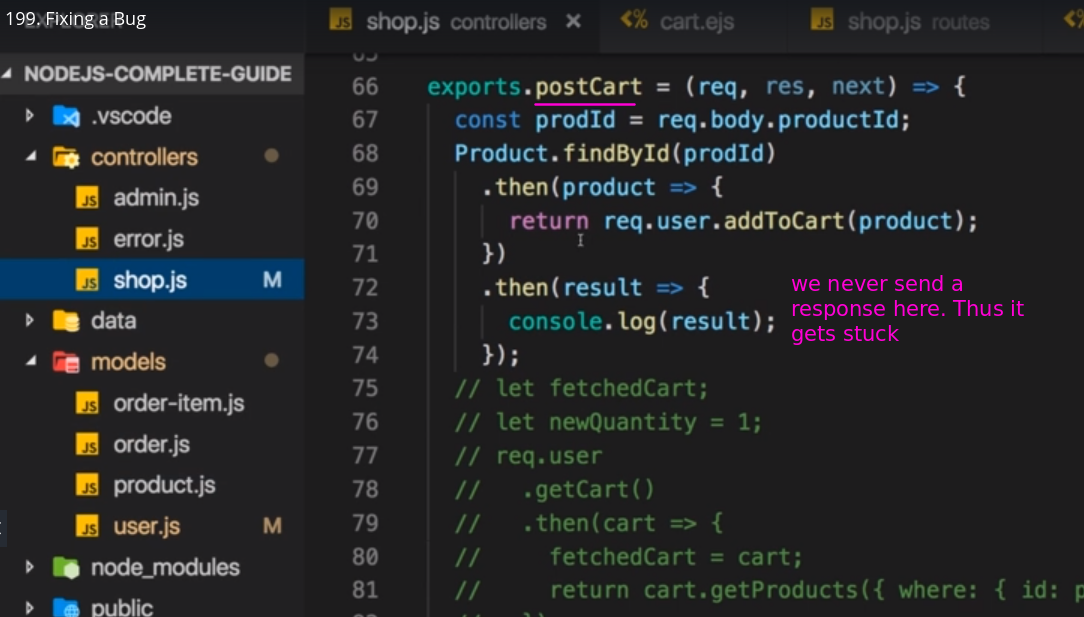 199. Fixing a Bug
shop.js controllers ×
cart.ejs
shop.js routes
NODEJS-COMPLETE-GUIDE
.vscode
controllers
admin.js
error.js
shop.js M
data
models
order-item.js
order.js
product.js
user.js M
node_modules
public
65
66 exports.postCart = (req, res, next) => {
67 const prodId = req.body.productId;
68 Product.findById(prodId)
69 .then(product => {
70 return req.user.addToCart(product);
71 })
72 .then(result => {
73 console.log(result);
74 });
75 // let fetchedCart;
76 // let newQuantity = 1;
77 // req.user
78 // .getCart()
79 // .then(cart => {
80 // fetchedCart = cart;
81 // return cart.getProducts({ where: { id: p
we never send a
response here. Thus it
gets stuck